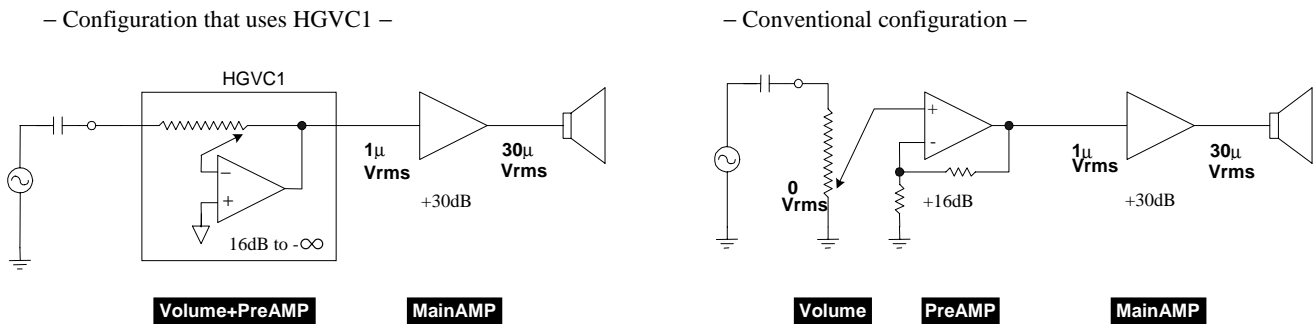 – Configuration that uses HGVC1 –
HGVC1
−
+
16dB to -∞
1µ
Vrms
+30dB
30µ
Vrms
Volume+PreAMP
MainAMP
– Conventional configuration –
0
Vrms
+
-
+16dB
1µ
Vrms
+30dB
30µ
Vrms
Volume
PreAMP
MainAMP